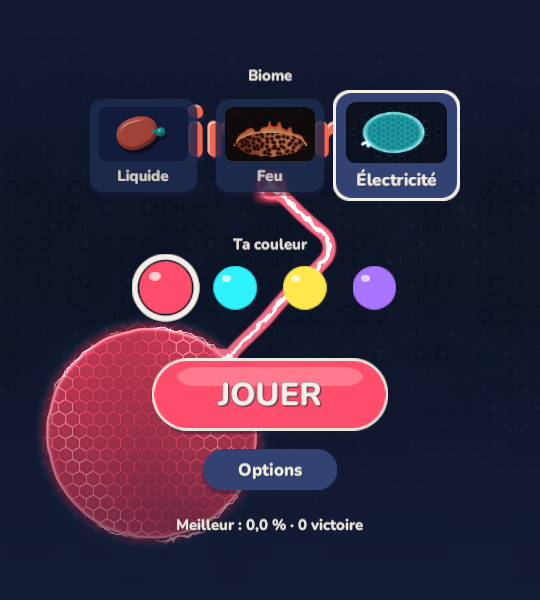 Biome
Liquide
Feu
Électricité
Ta couleur
JOUER
Options
Meilleur : 0,0 % · 0 victoire